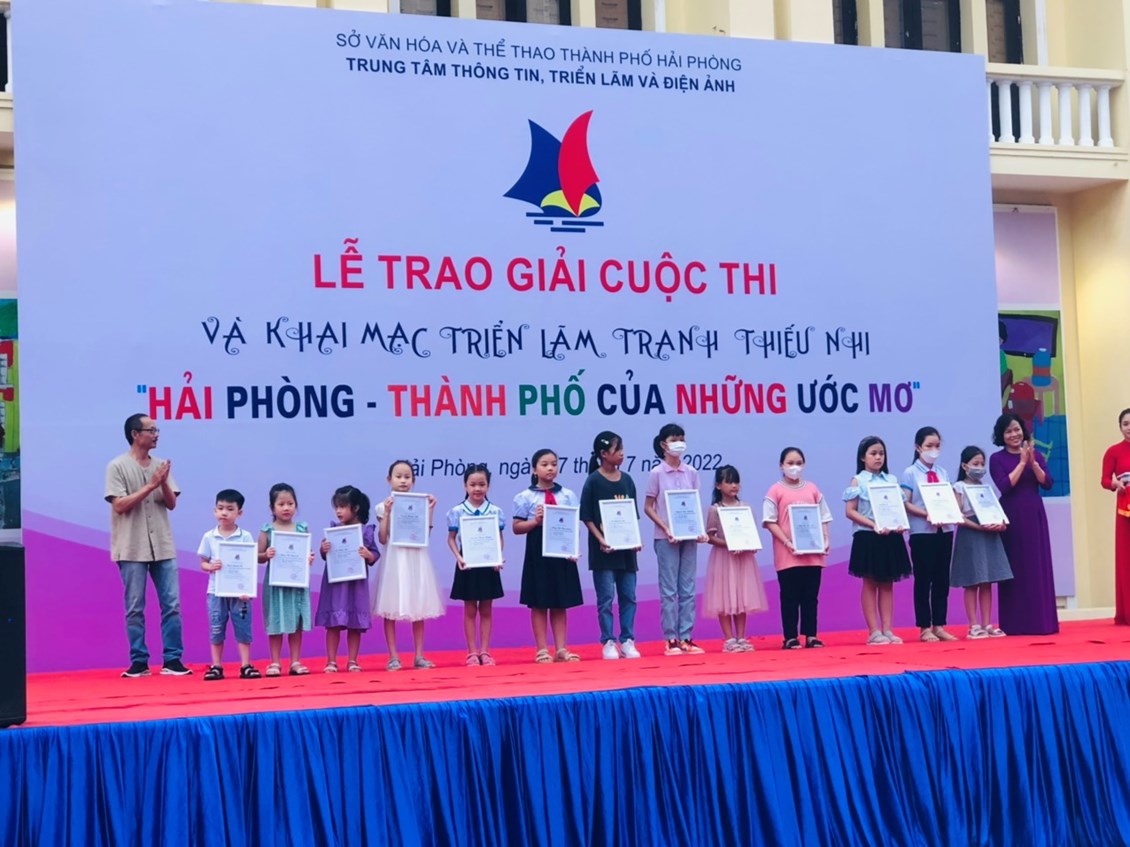 SỞ VĂN HÓA VÀ THỂ THAO THÀNH PHỐ HẢI PHÒNG
TRUNG TÂM THÔNG TIN, TRIỂN LÃM VÀ ĐIỆN ẢNH
LỄ TRAO GIẢI CUỘC THI
VÀ KHAI MẠC TRIỂN LÃM TRANH THIẾU NHI
"HẢI PHÒNG - THÀNH PHỐ CỦA NHỮNG ƯỚC MƠ"
Phòng, ngày 2022